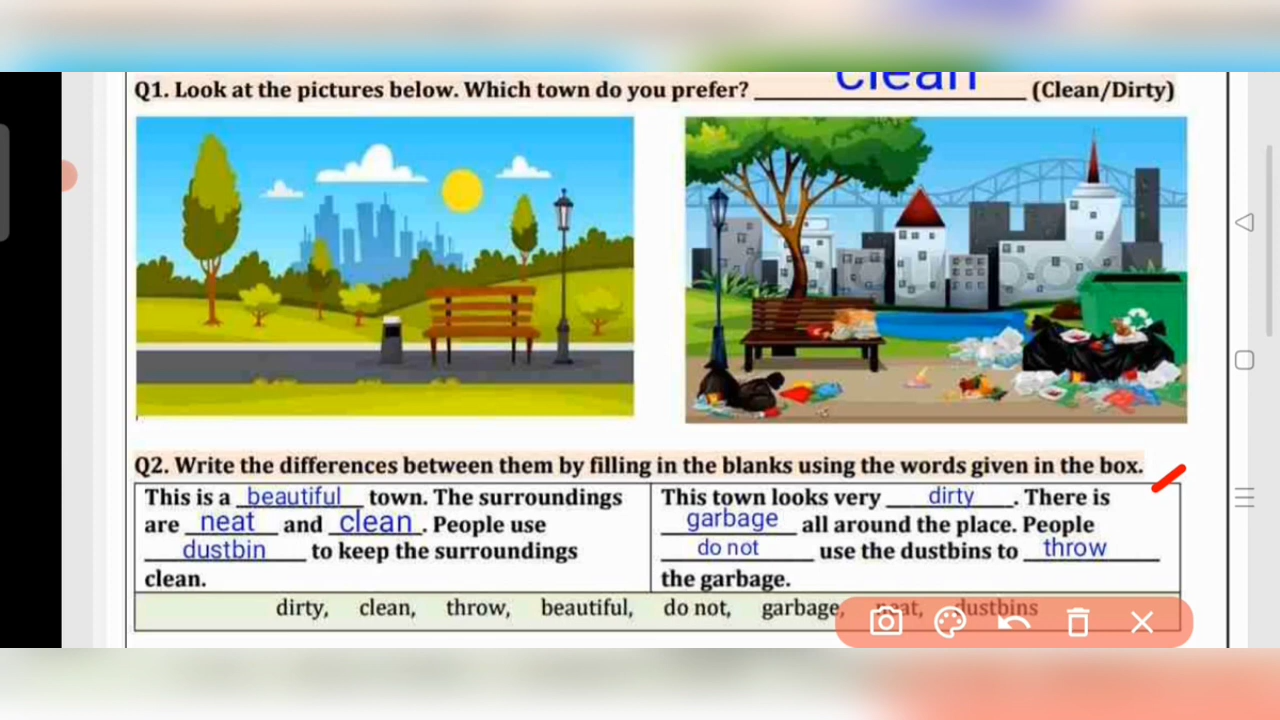 Q1. Look at the pictures below. Which town do you prefer? clean (Clean/Dirty)
Q2. Write the differences between them by filling in the blanks using the words given in the box.
This is a beautiful town. The surroundings
are neat and clean. People use
dustbin to keep the surroundings
clean.
This town looks very dirty. There is
garbage all around the place. People
do not use the dustbins to throw
the garbage.
dirty, clean, throw, beautiful, do not, garbage, neat, dustbins